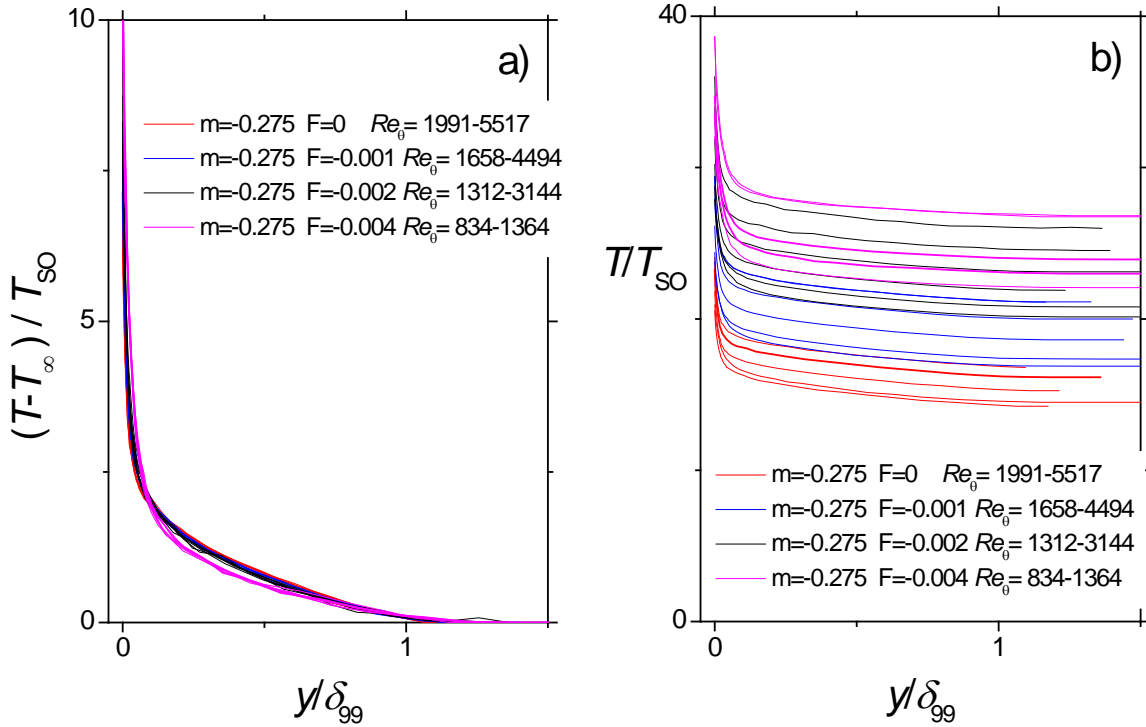 10
5
0
0
1
(T-T∞) / TSO
y/δ99
a)
m=-0.275 F=0 Reθ= 1991-5517
m=-0.275 F=-0.001 Reθ= 1658-4494
m=-0.275 F=-0.002 Reθ= 1312-3144
m=-0.275 F=-0.004 Reθ= 834-1364
40
0
0
1
T/TSO
y/δ99
b)
m=-0.275 F=0 Reθ= 1991-5517
m=-0.275 F=-0.001 Reθ= 1658-4494
m=-0.275 F=-0.002 Reθ= 1312-3144
m=-0.275 F=-0.004 Reθ= 834-1364